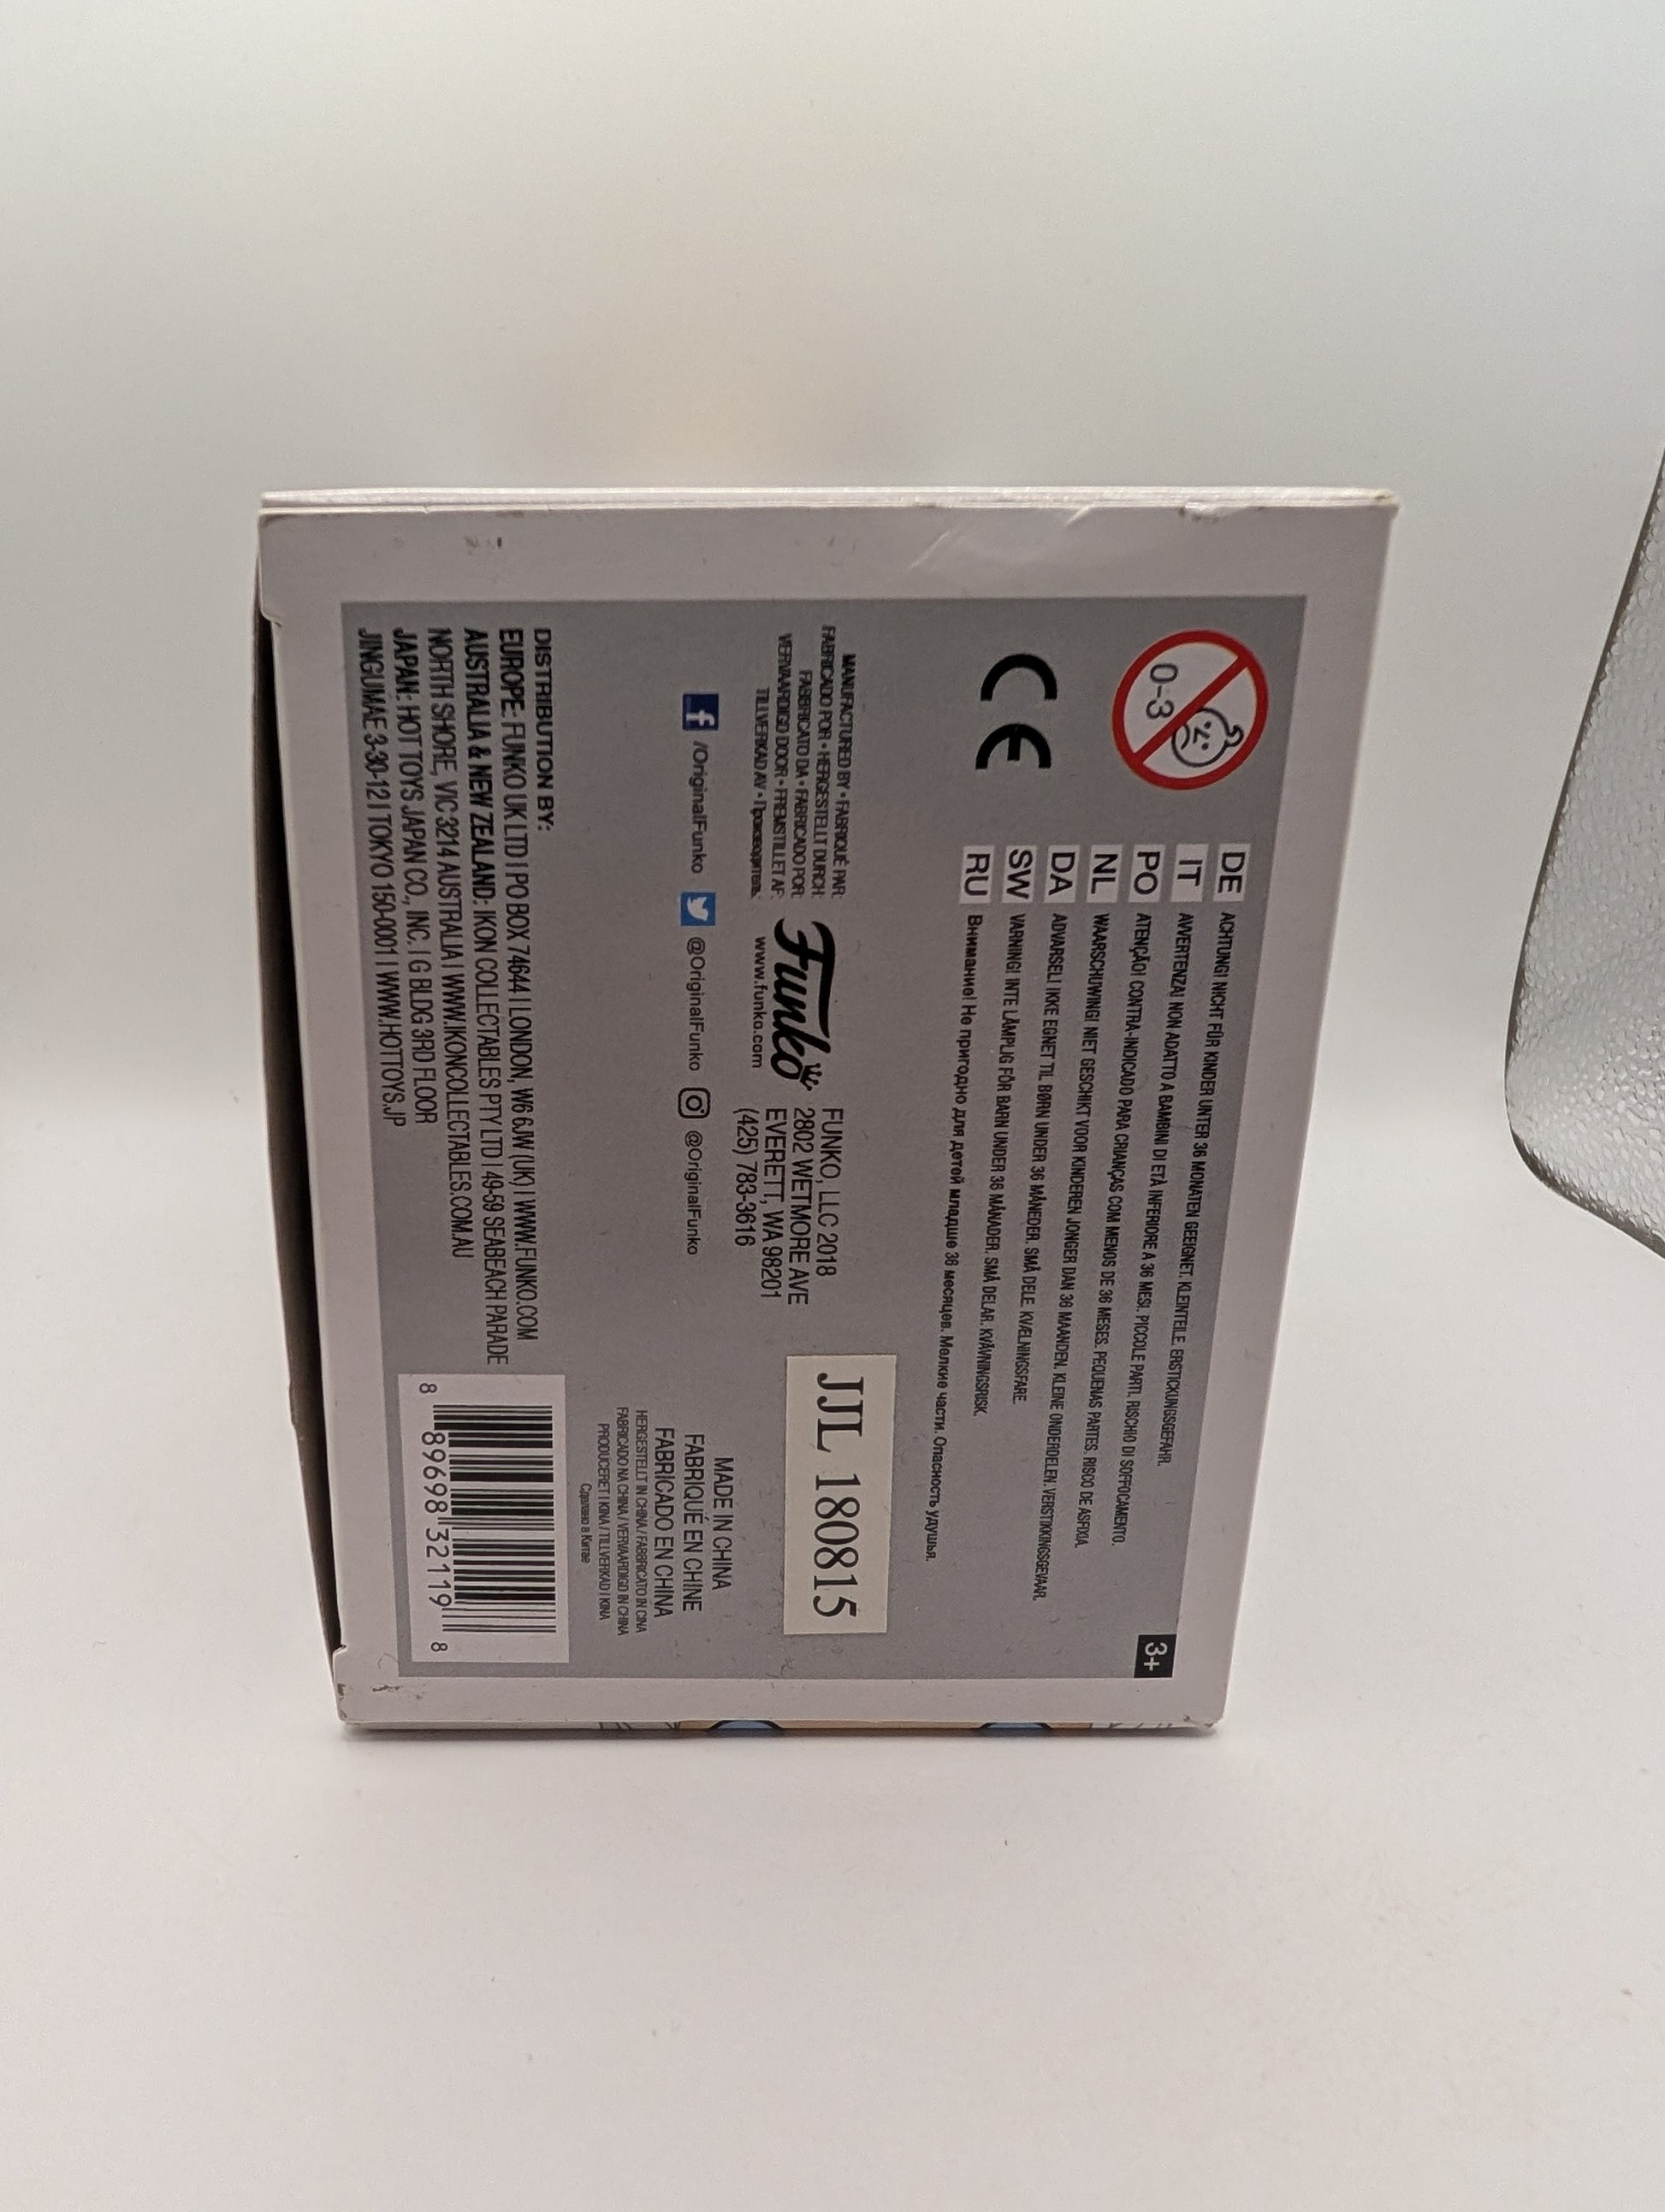 0-3
DE ACHTUNG! NICHT FÜR KINDER UNTER 36 MONATEN GEEIGNET. KLEINTEILE. ERSTICKUNGSGEFAHR.
IT AVVERTENZA! NON ADATTO A BAMBINI DI ETÀ INFERIORE A 36 MESI. PICCOLE PARTI. RISCHIO DI SOFFOCAMENTO.
PO ATENÇÃO! CONTRA-INDICADO PARA CRIANÇAS COM MENOS DE 36 MESES. PEQUENAS PARTES. RISCO DE ASFIXIA.
NL WAARSCHUWING! NIET GESCHIKT VOOR KINDEREN JONGER DAN 36 MAANDEN. KLEINE ONDERDELEN. VERSTIKKINGSGEVAAR.
DA ADVARSEL! IKKE EGNET TIL BØRN UNDER 36 MÅNEDER. SMÅ DELE. KVÆLNINGSFARE.
SW VARNING! INTE LÄMPLIG FÖR BARN UNDER 36 MÅNADER. SMÅ DELAR. KVÄVNINGSRISK.
RU Внимание! Не пригодно для детей младше 36 месяцев. Мелкие части. Опасность удушья.
3+
CE
MANUFACTURED BY • FABRIQUÉ PAR:
FABRICADO POR • HERGESTELLT DURCH:
FABBRICATO DA • FABRICADO POR:
VERVAARDIGD DOOR • FREMSTILLET AF:
TILLVERKAD AV • Производитель:
Funko
www.funko.com
FUNKO, LLC 2018
2802 WETMORE AVE
EVERETT, WA 98201
(425) 783-3616
JJL 180815
/OriginalFunko @OriginalFunko @OriginalFunko
MADE IN CHINA
FABRIQUÉ EN CHINE
FABRICADO EN CHINA
HERGESTELLT IN CHINA / FABBRICATO IN CINA
FABRICADO NA CHINA / VERVAARDIGD IN CHINA
PRODUCERET I KINA / TILLVERKAD I KINA
Сделано в Китае
DISTRIBUTION BY:
EUROPE: FUNKO UK LTD | PO BOX 74644 | LONDON, W6 6JW (UK) | WWW.FUNKO.COM
AUSTRALIA & NEW ZEALAND: IKON COLLECTABLES PTY LTD | 49-59 SEABEACH PARADE
NORTH SHORE, VIC 3214 AUSTRALIA | WWW.IKONCOLLECTABLES.COM.AU
JAPAN: HOT TOYS JAPAN CO., INC. | G BLDG 3RD FLOOR
JINGUMAE 3-30-12 | TOKYO 150-0001 | WWW.HOTTOYS.JP
8 89698 32119 8